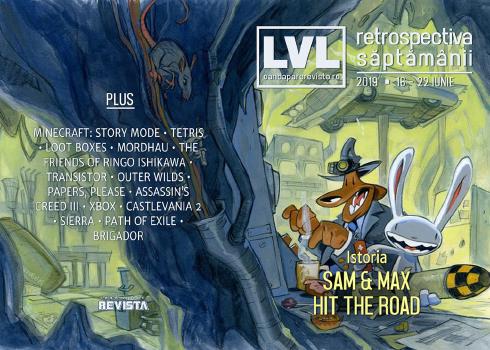 LVL
candaparerevista.ro
retrospectiva
săptămânii
2019 • 16 - 22 IUNIE
PLUS
MINECRAFT: STORY MODE • TETRIS
• LOOT BOXES • MORDHAU • THE
FRIENDS OF RINGO ISHIKAWA •
TRANSISTOR • OUTER WILDS •
PAPERS, PLEASE • ASSASSIN'S
CREED III • XBOX • CASTLEVANIA 2
• SIERRA • PATH OF EXILE •
BRIGADOR
Istoria
SAM & MAX
HIT THE ROAD
REVISTA